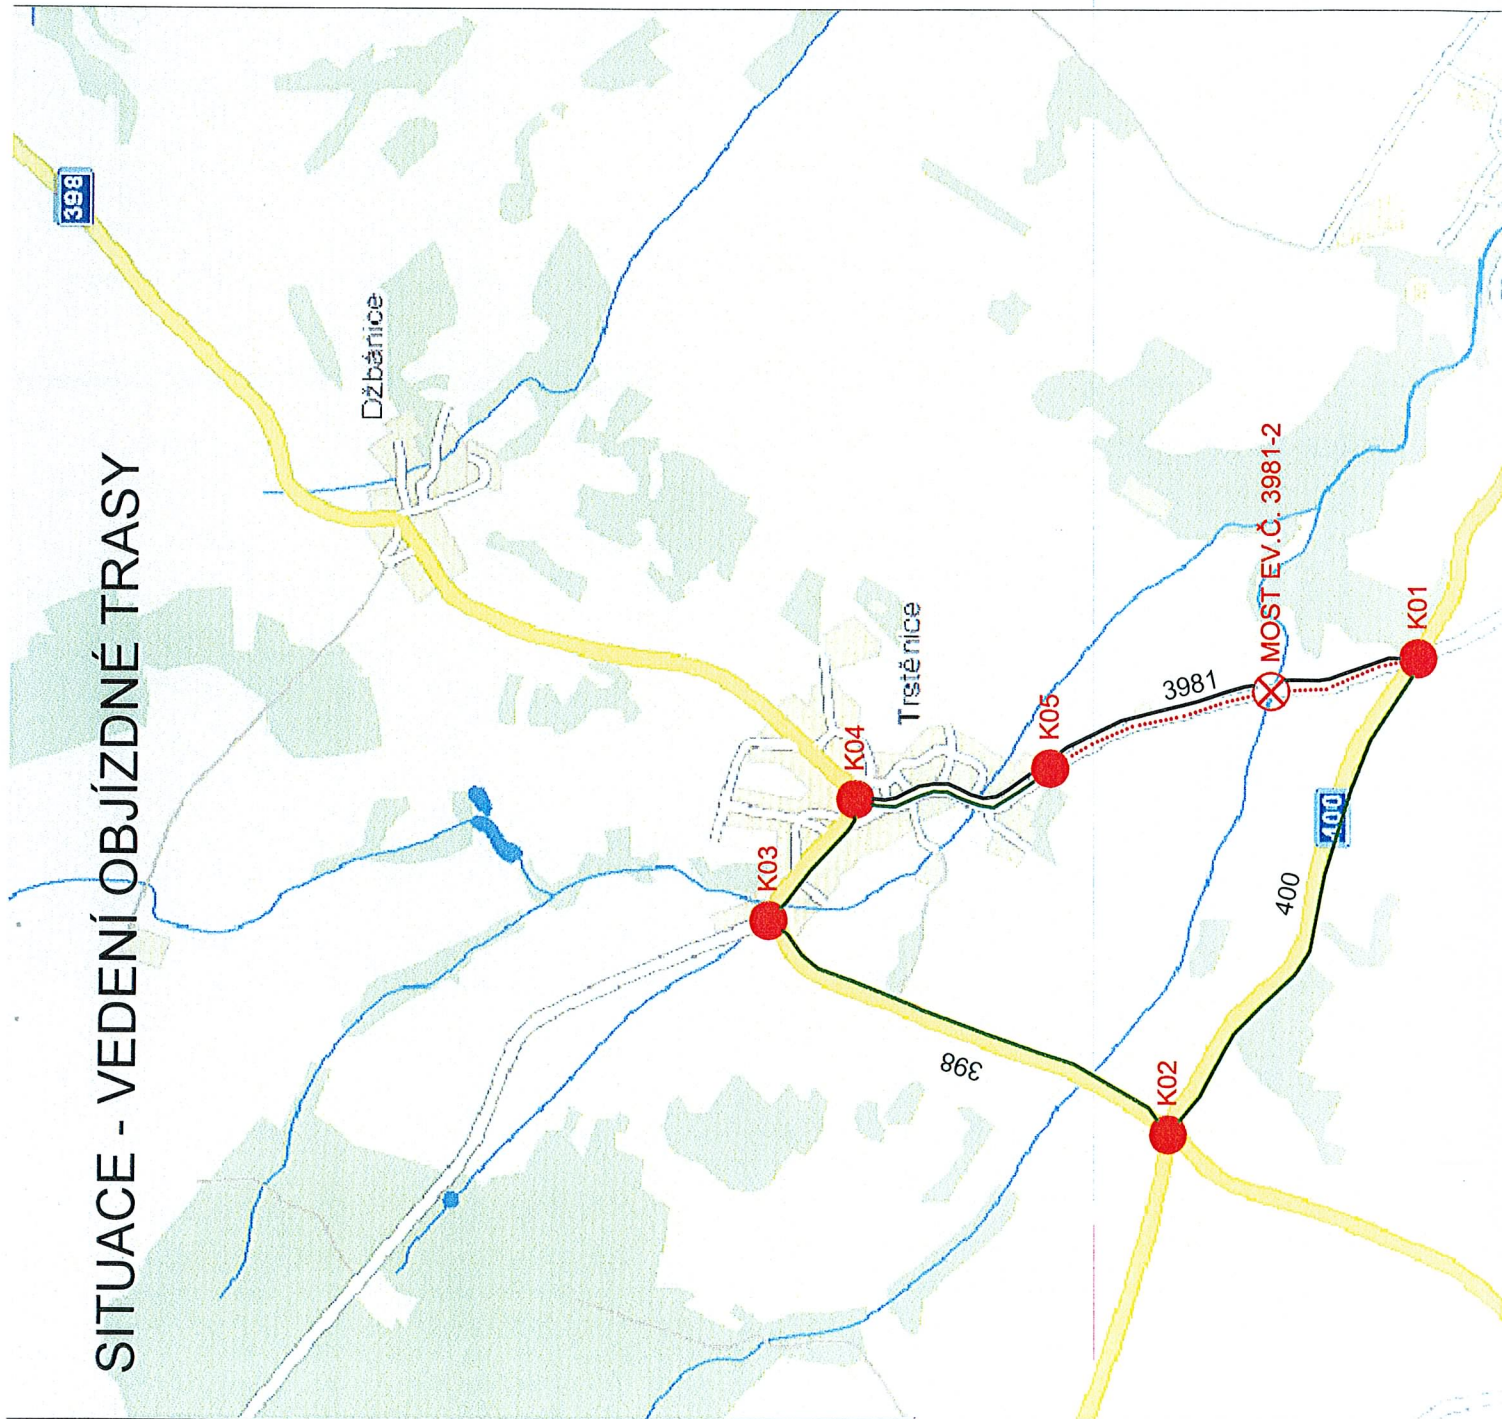 SITUACE - VEDENÍ OBJÍZDNÉ TRASY
398
Džbánice
Trstěnice
K04
K03
K05
3981
MOST EV.Č. 3981-2
K01
400
400
398
K02